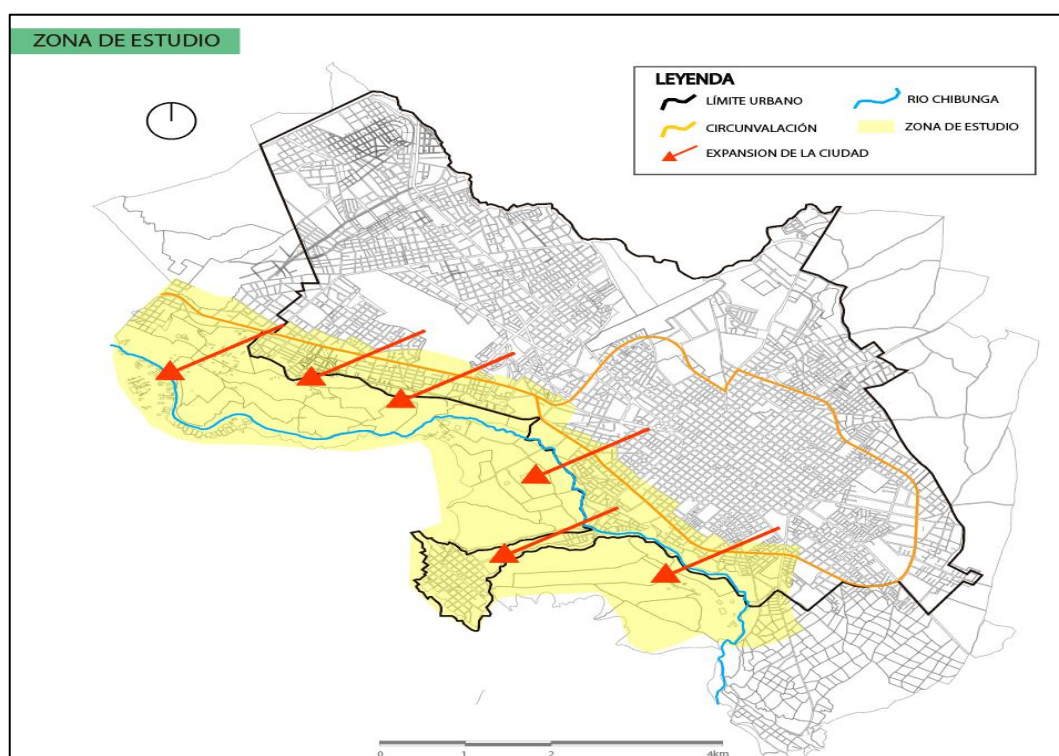 ZONA DE ESTUDIO
LEYENDA
LÍMITE URBANO
RIO CHIBUNGA
CIRCUNVALACIÓN
ZONA DE ESTUDIO
EXPANSION DE LA CIUDAD
0 1 2 4km